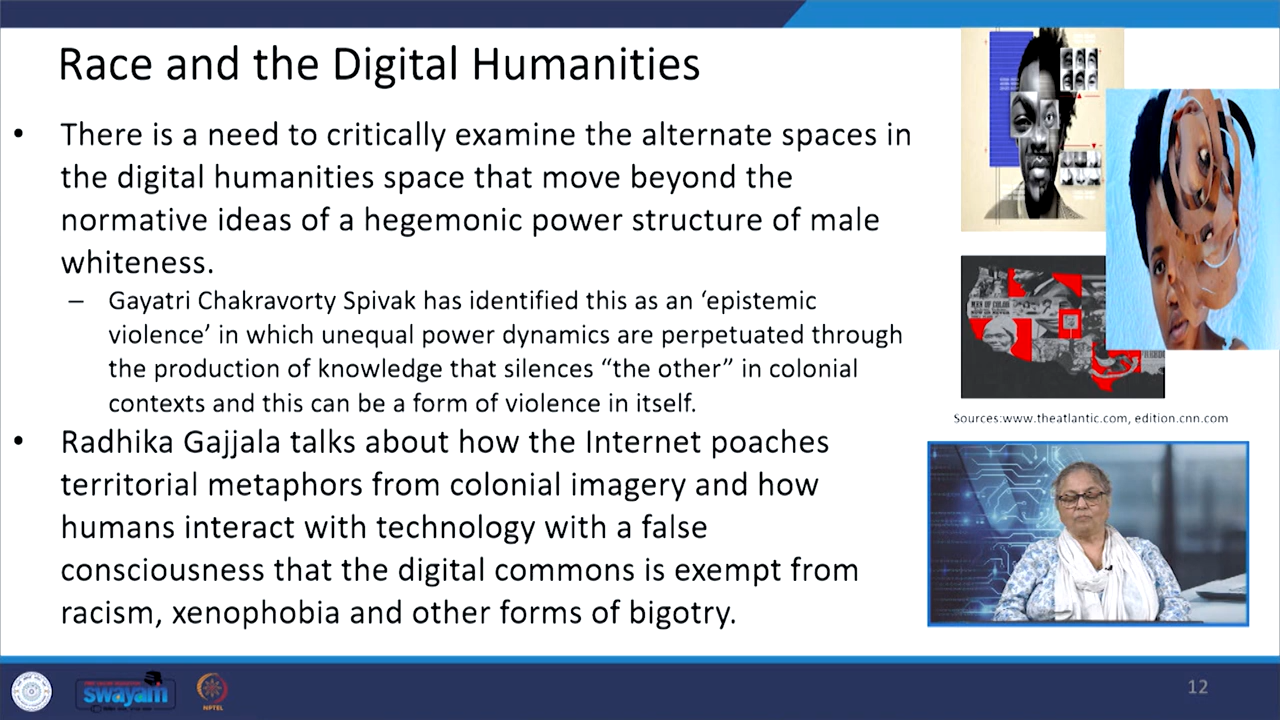 Race and the Digital Humanities
• There is a need to critically examine the alternate spaces in
the digital humanities space that move beyond the
normative ideas of a hegemonic power structure of male
whiteness.
– Gayatri Chakravorty Spivak has identified this as an ‘epistemic
violence’ in which unequal power dynamics are perpetuated through
the production of knowledge that silences “the other” in colonial
contexts and this can be a form of violence in itself.
• Radhika Gajjala talks about how the Internet poaches
territorial metaphors from colonial imagery and how
humans interact with technology with a false
consciousness that the digital commons is exempt from
racism, xenophobia and other forms of bigotry.
MEN OF COLOR
Sources:www.theatlantic.com, edition.cnn.com
swayam
NPTEL
12